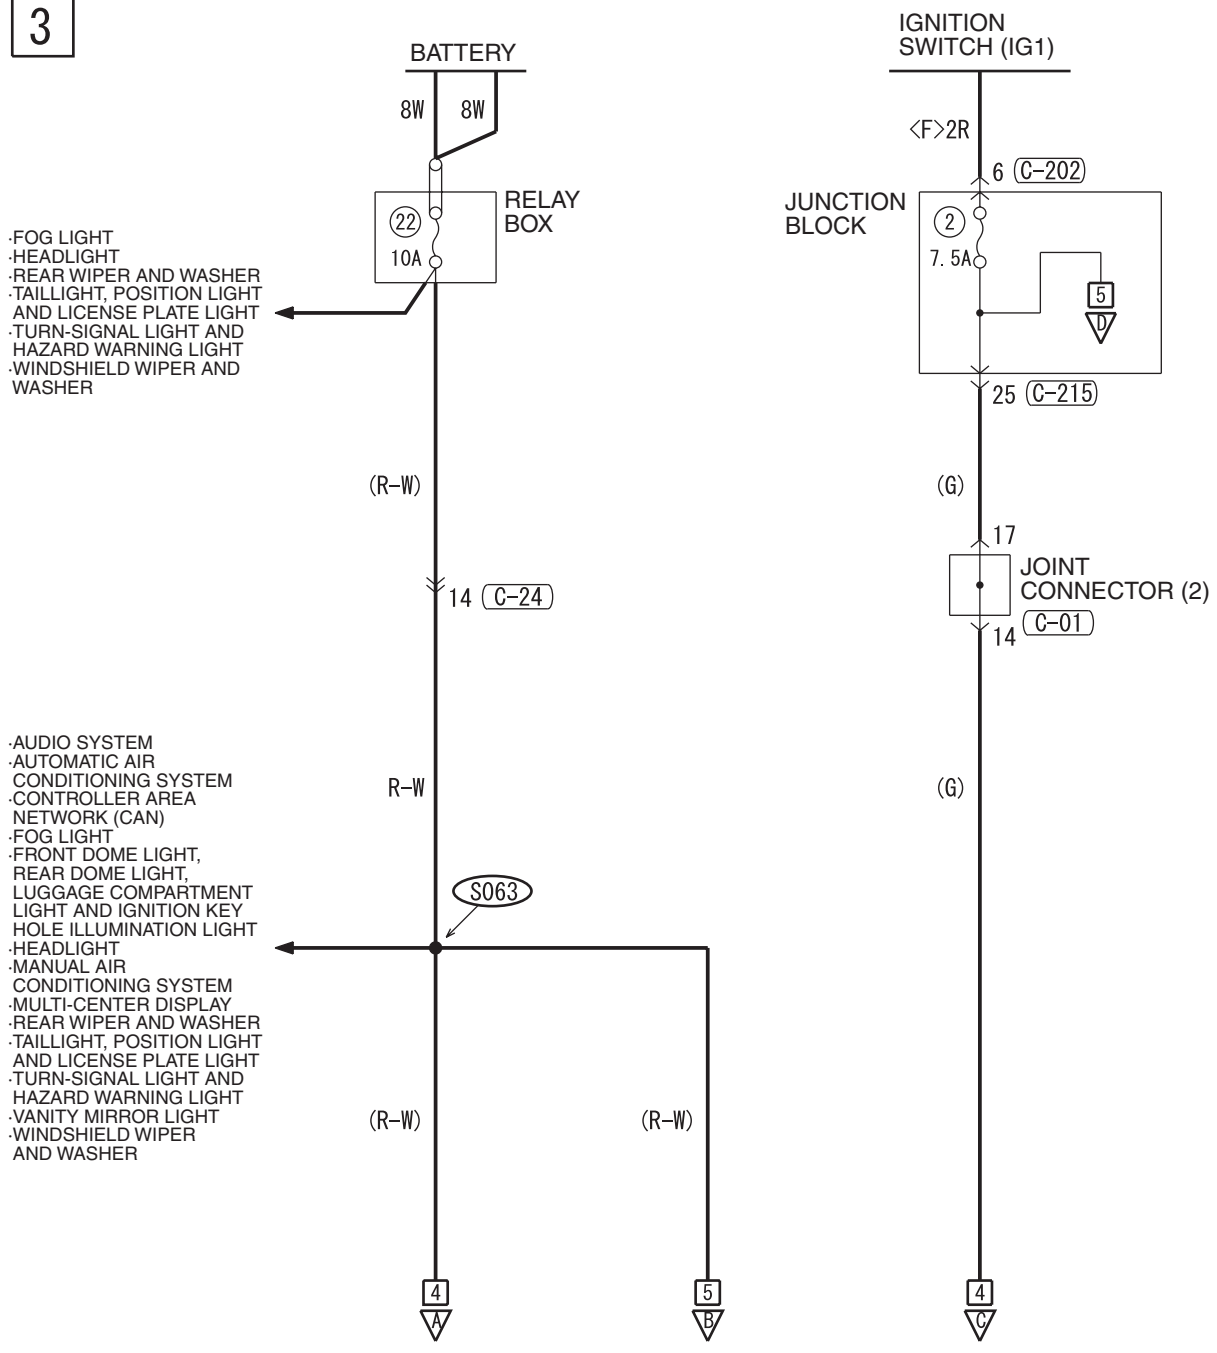 3
BATTERY
8W
8W
22
10A
RELAY
BOX
·FOG LIGHT
·HEADLIGHT
·REAR WIPER AND WASHER
·TAILLIGHT, POSITION LIGHT
AND LICENSE PLATE LIGHT
·TURN-SIGNAL LIGHT AND
HAZARD WARNING LIGHT
·WINDSHIELD WIPER AND
WASHER
(R-W)
14
C-24
R-W
S063
·AUDIO SYSTEM
·AUTOMATIC AIR
CONDITIONING SYSTEM
·CONTROLLER AREA
NETWORK (CAN)
·FOG LIGHT
·FRONT DOME LIGHT,
REAR DOME LIGHT,
LUGGAGE COMPARTMENT
LIGHT AND IGNITION KEY
HOLE ILLUMINATION LIGHT
·HEADLIGHT
·MANUAL AIR
CONDITIONING SYSTEM
·MULTI-CENTER DISPLAY
·REAR WIPER AND WASHER
·TAILLIGHT, POSITION LIGHT
AND LICENSE PLATE LIGHT
·TURN-SIGNAL LIGHT AND
HAZARD WARNING LIGHT
·VANITY MIRROR LIGHT
·WINDSHIELD WIPER
AND WASHER
(R-W)
(R-W)
4
A
5
B
IGNITION
SWITCH (IG1)
<F>2R
6
C-202
JUNCTION
BLOCK
2
7.5A
5
D
25
C-215
(G)
17
JOINT
CONNECTOR (2)
C-01
14
(G)
4
C